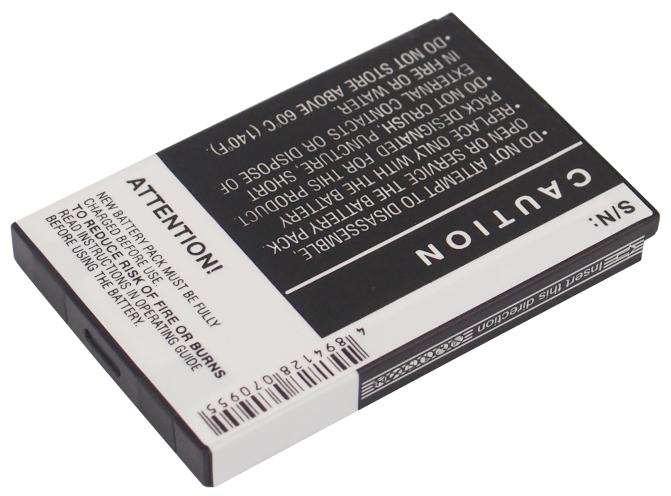 S/N:
CAUTION
• DO NOT ATTEMPT TO DISASSEMBLE,
OPEN OR SERVICE THE BATTERY PACK.
• REPLACE ONLY WITH THE BATTERY
PACK DESIGNATED FOR THIS PRODUCT.
• DO NOT CRUSH, PUNCTURE, SHORT
EXTERNAL CONTACTS OR DISPOSE OF
IN FIRE OR WATER.
• DO NOT STORE ABOVE 60°C (140°F).
ATTENTION!
NEW BATTERY PACK MUST BE FULLY
CHARGED BEFORE USE.
TO REDUCE RISK OF FIRE OR BURNS
READ INSTRUCTIONS IN OPERATING GUIDE
BEFORE USING THE BATTERY.
4894128070955
Insert this direction